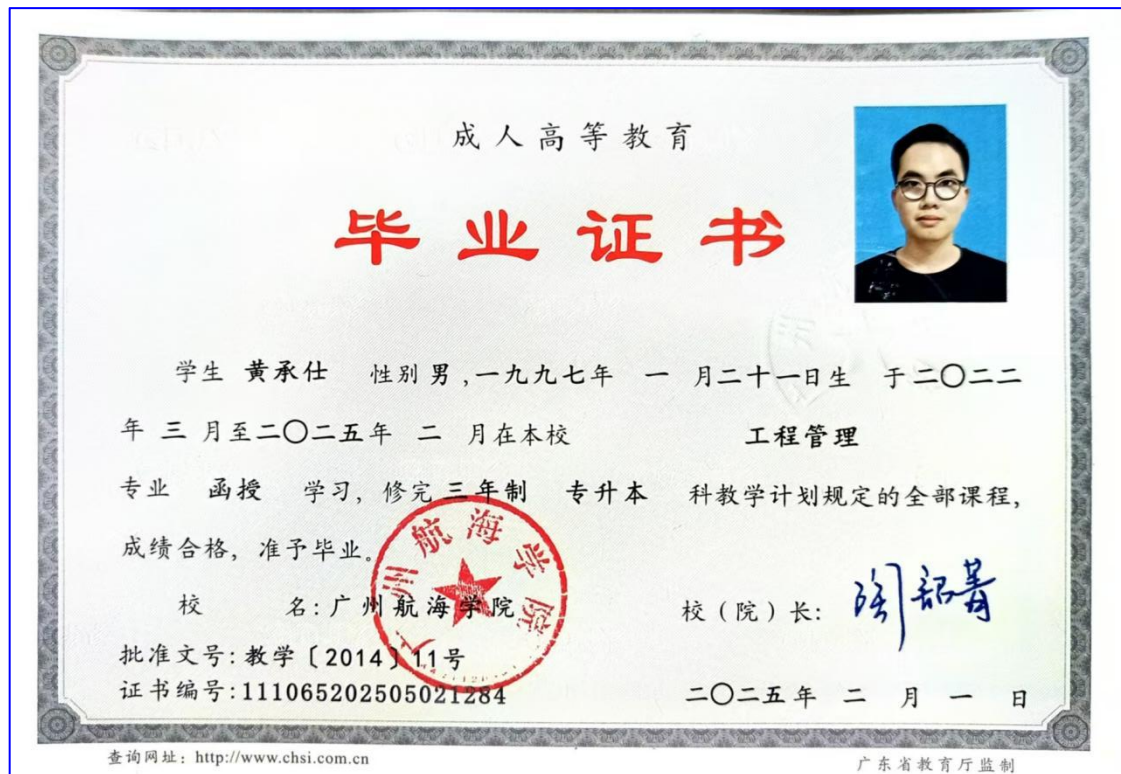 成人高等教育
毕业证书
学生 黄承仕 性别 男,一九九七年 一 月二十一日生 于二〇二二
年 三 月至二〇二五年 二 月在本校 工程管理
专业 函授 学习, 修完 三年制 专升本 科教学计划规定的全部课程,
成绩合格, 准予毕业。
广州航海学院
校 名: 广州航海学院 校(院)长: 
批准文号: 教学〔2014〕11号
证书编号: 111065202505021284 二〇二五年 二 月 一 日
查询网址: http://www.chsi.com.cn 广东省教育厅监制